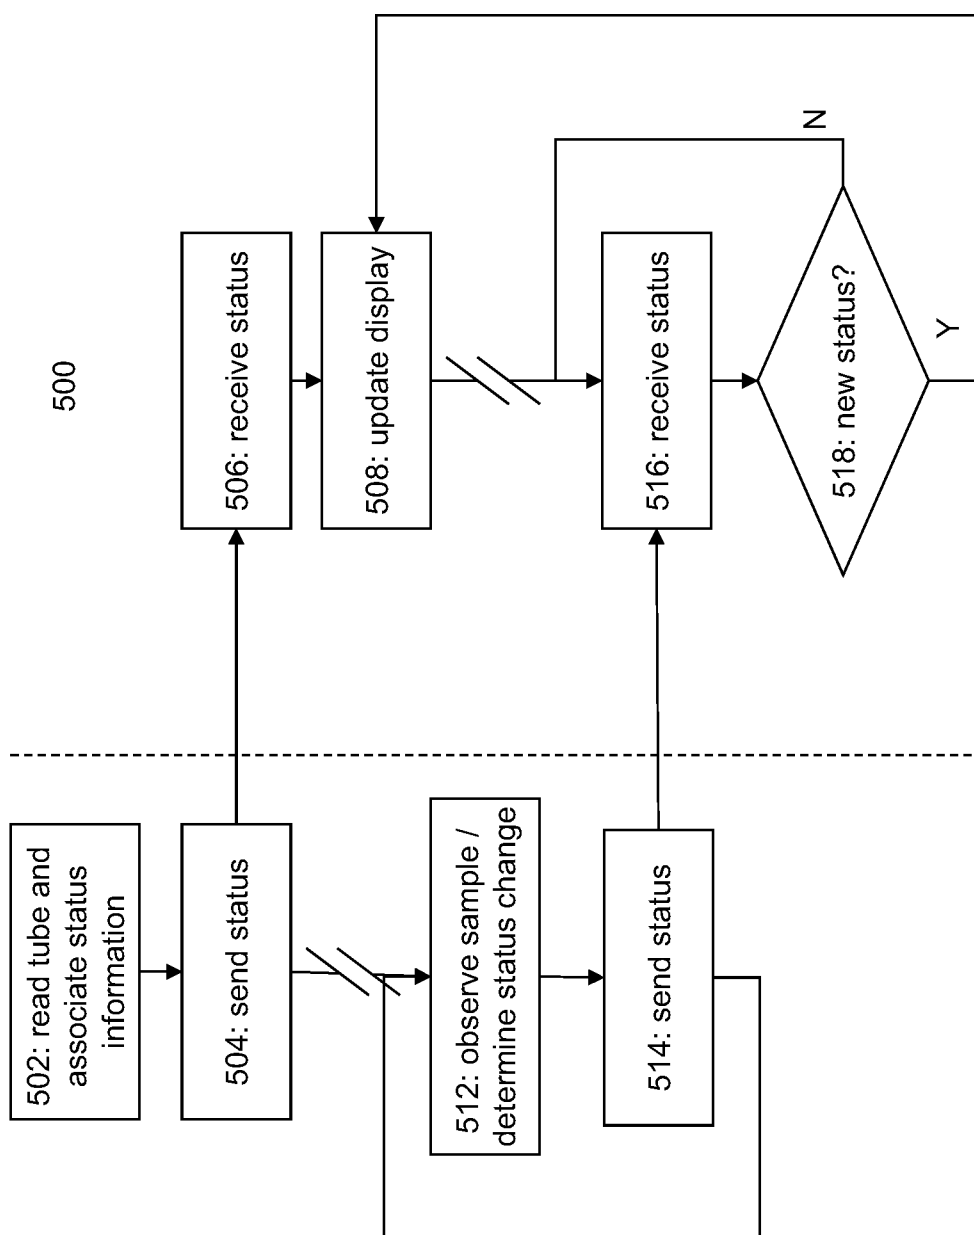 500
502: read tube and
associate status
information
504: send status
506: receive status
508: update display
512: observe sample /
determine status change
514: send status
516: receive status
518: new status?
N
Y